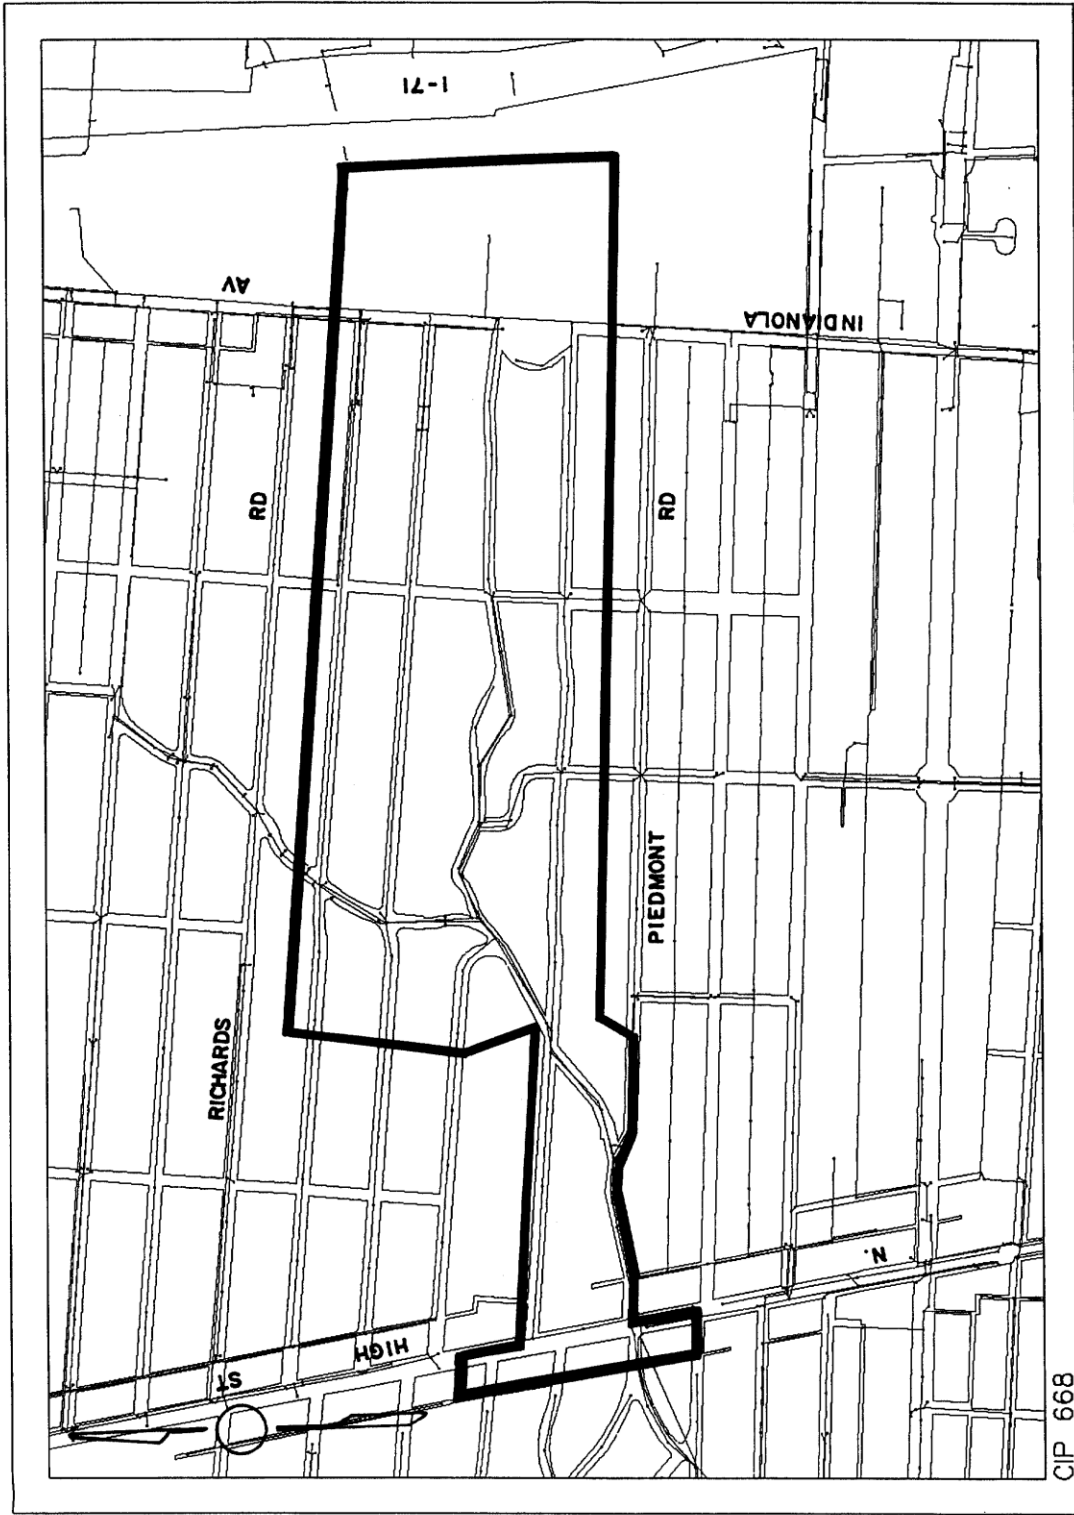 I-71
AV
INDIANOLA
RD
RD
PIEDMONT
RICHARDS
N.
HIGH
ST
CIP 668